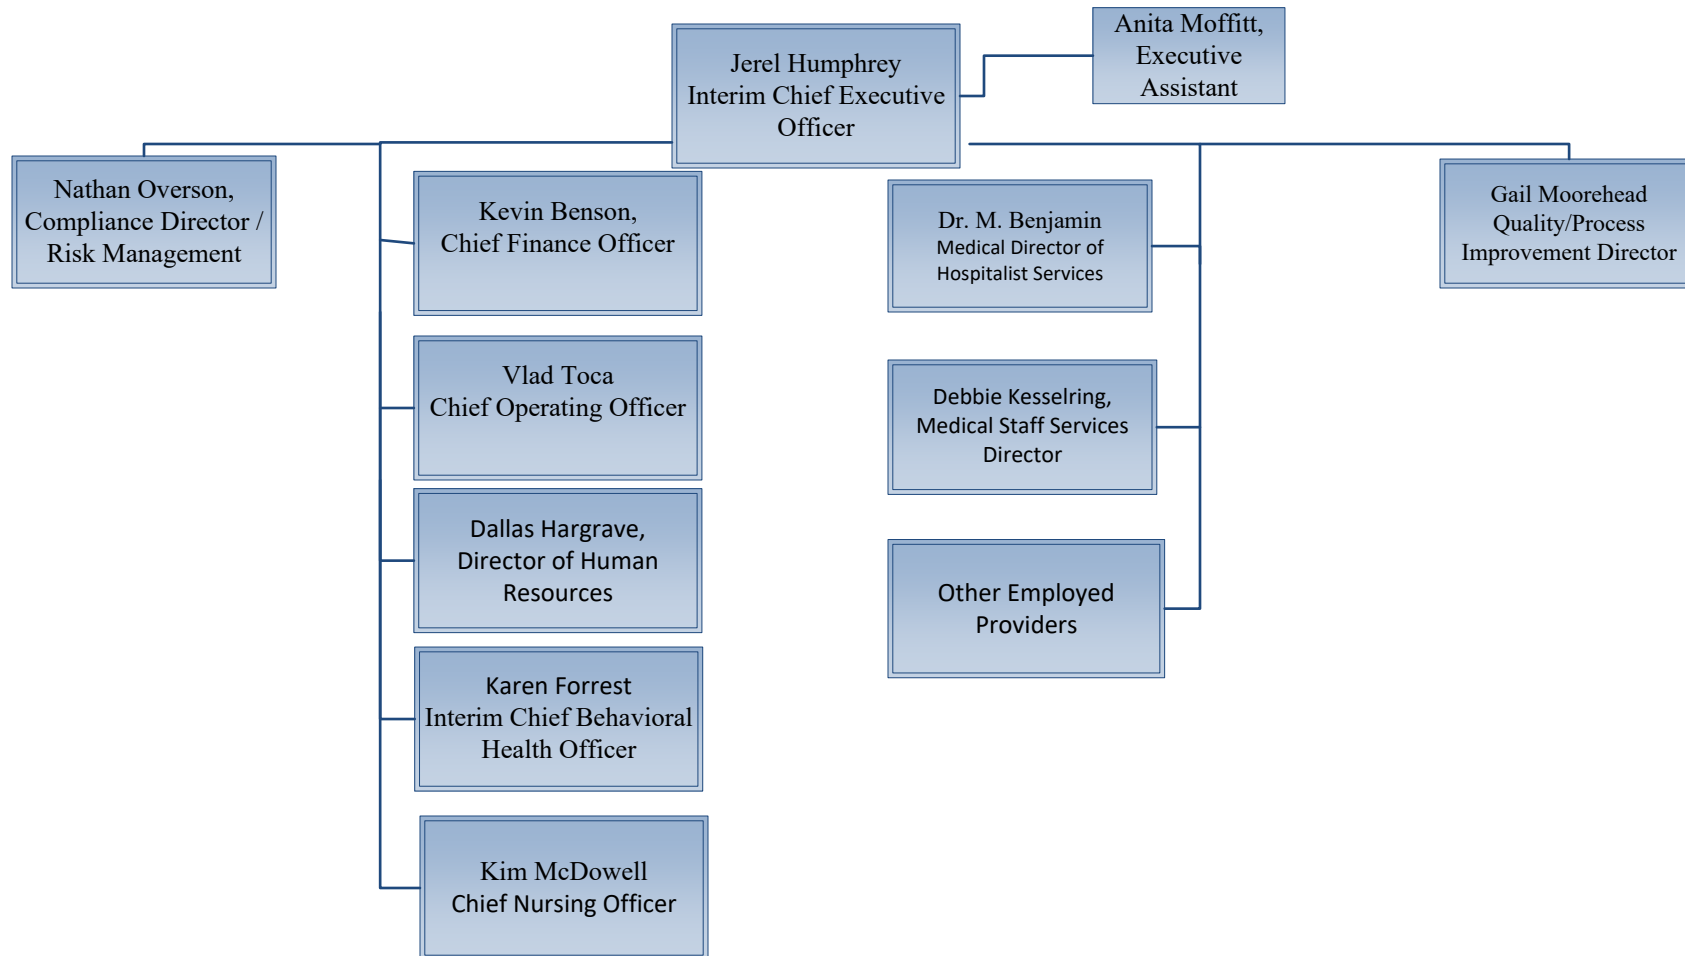 Jerel Humphrey
Interim Chief Executive
Officer
Anita Moffitt,
Executive
Assistant
Nathan Overson,
Compliance Director /
Risk Management
Kevin Benson,
Chief Finance Officer
Vlad Toca
Chief Operating Officer
Dallas Hargrave,
Director of Human
Resources
Karen Forrest
Interim Chief Behavioral
Health Officer
Kim McDowell
Chief Nursing Officer
Dr. M. Benjamin
Medical Director of
Hospitalist Services
Debbie Kesselring,
Medical Staff Services
Director
Other Employed
Providers
Gail Moorehead
Quality/Process
Improvement Director